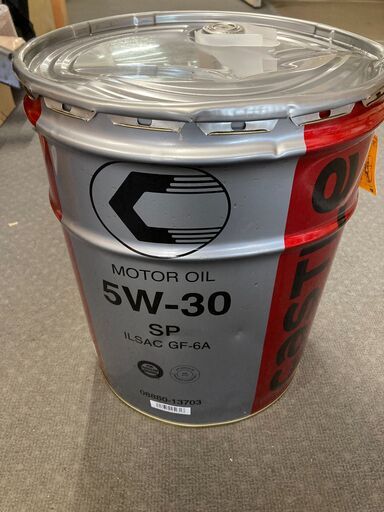 MOTOR OIL
5W-30
SP
ILSAC GF-6A
08880-13703
castle